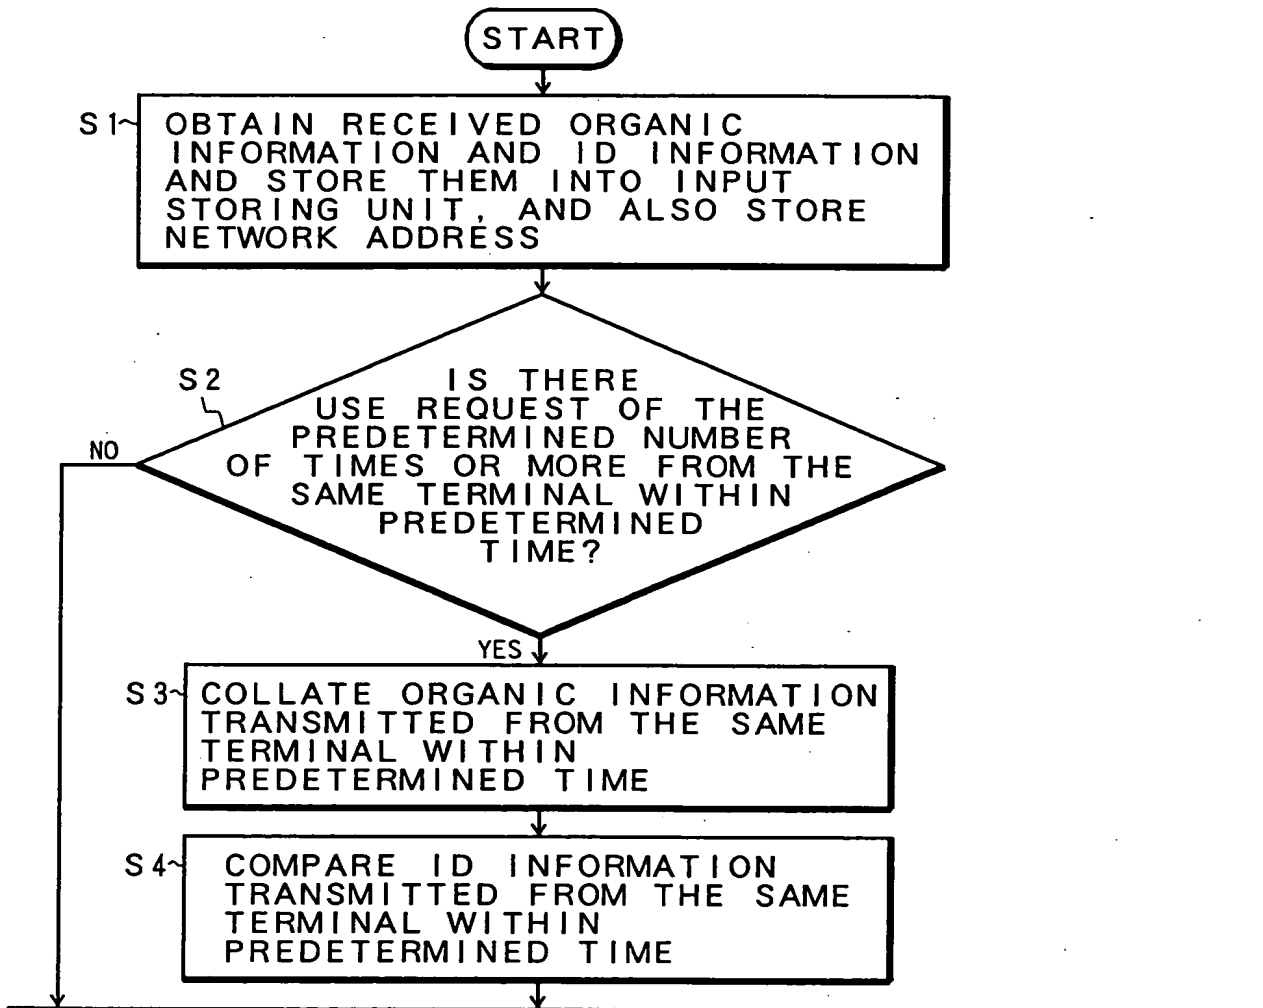 START
S1
OBTAIN RECEIVED ORGANIC
INFORMATION AND ID INFORMATION
AND STORE THEM INTO INPUT
STORING UNIT, AND ALSO STORE
NETWORK ADDRESS
S2
IS THERE
USE REQUEST OF THE
PREDETERMINED NUMBER
OF TIMES OR MORE FROM THE
SAME TERMINAL WITHIN
PREDETERMINED
TIME?
NO
YES
S3
COLLATE ORGANIC INFORMATION
TRANSMITTED FROM THE SAME
TERMINAL WITHIN
PREDETERMINED TIME
S4
COMPARE ID INFORMATION
TRANSMITTED FROM THE SAME
TERMINAL WITHIN
PREDETERMINED TIME